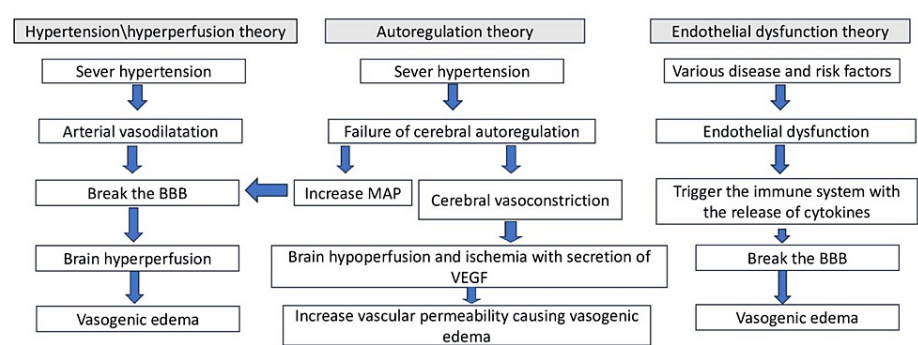 Hypertension\hyperperfusion theory
Sever hypertension
Arterial vasodilatation
Break the BBB
Brain hyperperfusion
Vasogenic edema
Autoregulation theory
Sever hypertension
Failure of cerebral autoregulation
Increase MAP
Cerebral vasoconstriction
Brain hypoperfusion and ischemia with secretion of
VEGF
Increase vascular permeability causing vasogenic
edema
Endothelial dysfunction theory
Various disease and risk factors
Endothelial dysfunction
Trigger the immune system with
the release of cytokines
Break the BBB
Vasogenic edema